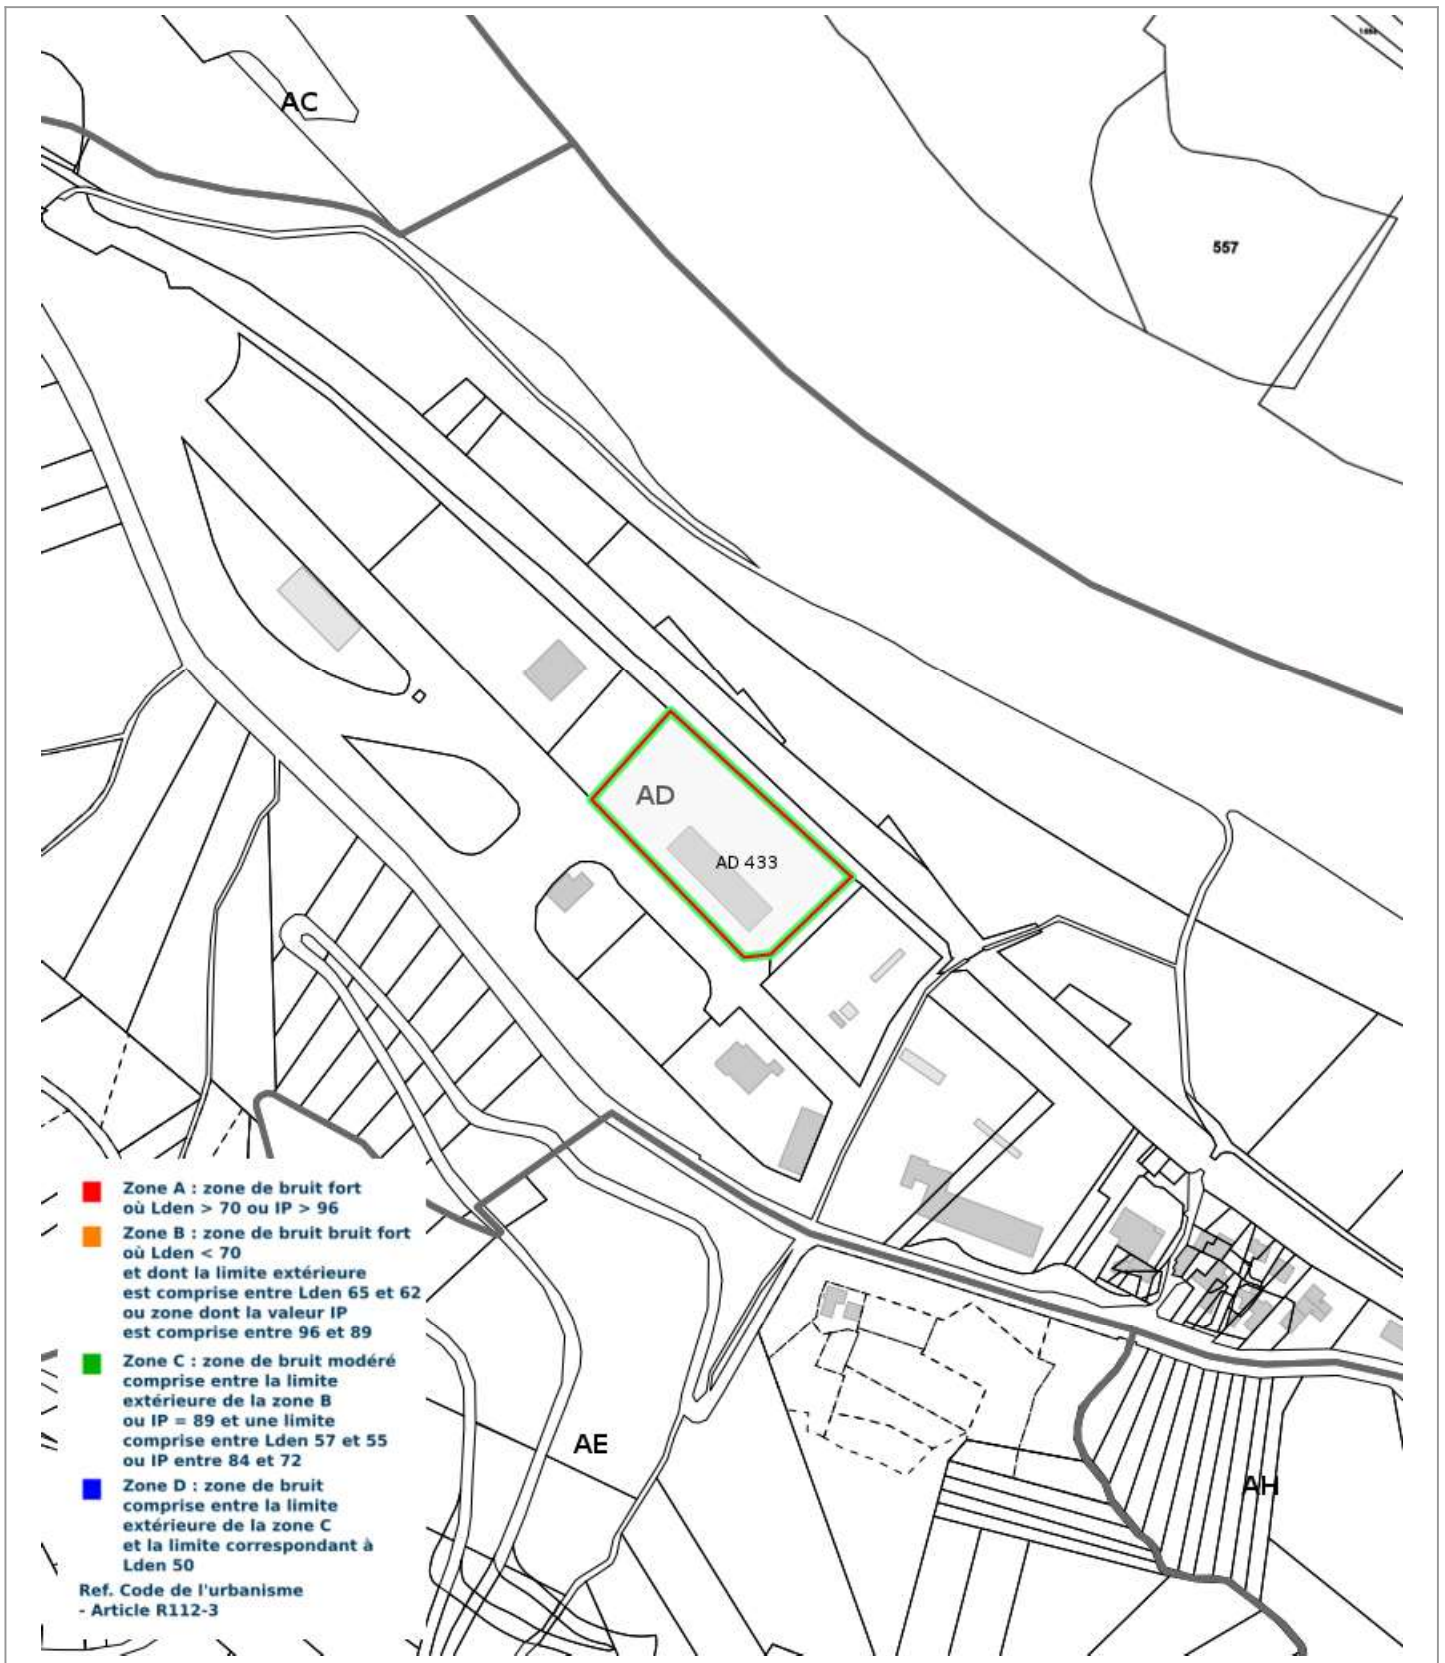 AC
557
AD
AD 433
Zone A : zone de bruit fort
où Lden > 70 ou IP > 96
Zone B : zone de bruit bruit fort
où Lden < 70
et dont la limite extérieure
est comprise entre Lden 65 et 62
ou zone dont la valeur IP
est comprise entre 96 et 89
Zone C : zone de bruit modéré
comprise entre la limite
extérieure de la zone B
ou IP = 89 et une limite
comprise entre Lden 57 et 55
ou IP entre 84 et 72
Zone D : zone de bruit
comprise entre la limite
extérieure de la zone C
et la limite correspondant à
Lden 50
Ref. Code de l'urbanisme
- Article R112-3
AE
AH